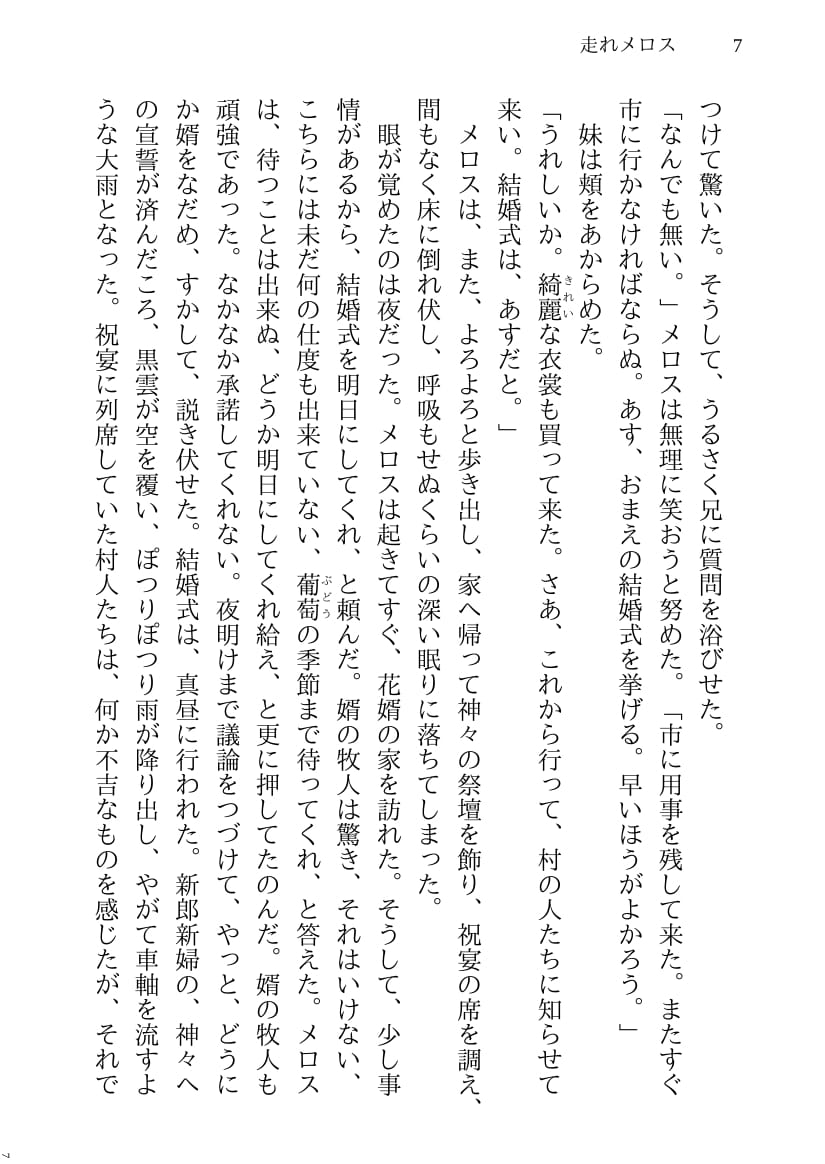 走れメロス 7
つけて驚いた。そうして、うるさく兄に質問を浴びせた。
「なんでも無い。」メロスは無理に笑おうと努めた。「市に用事を残して来た。またすぐ
市に行かなければならぬ。あす、おまえの結婚式を挙げる。早いほうがよかろう。」
妹は頬をあからめた。
「うれしいか。綺麗な衣裳も買って来た。さあ、これから行って、村の人たちに知らせて
きれい
来い。結婚式は、あすだと。」
メロスは、また、よろよろと歩き出し、家へ帰って神々の祭壇を飾り、祝宴の席を調え、
間もなく床に倒れ伏し、呼吸もせぬくらいの深い眠りに落ちてしまった。
眼が覚めたのは夜だった。メロスは起きてすぐ、花婿の家を訪れた。そうして、少し事
情があるから、結婚式を明日にしてくれ、と頼んだ。婿の牧人は驚き、それはいけない、
こちらには未だ何の仕度も出来ていない、葡萄の季節まで待ってくれ、と答えた。メロス
ぶどう
は、待つことは出来ぬ、どうか明日にしてくれ給え、と更に押してたのんだ。婿の牧人も
頑強であった。なかなか承諾してくれない。夜明けまで議論をつづけて、やっと、どうに
か婿をなだめ、すかして、説き伏せた。結婚式は、真昼に行われた。新郎新婦の、神々へ
の宣誓が済んだころ、黒雲が空を覆い、ぽつりぽつり雨が降り出し、やがて車軸を流すよ
うな大雨となった。祝宴に列席していた村人たちは、何か不吉なものを感じたが、それで
7